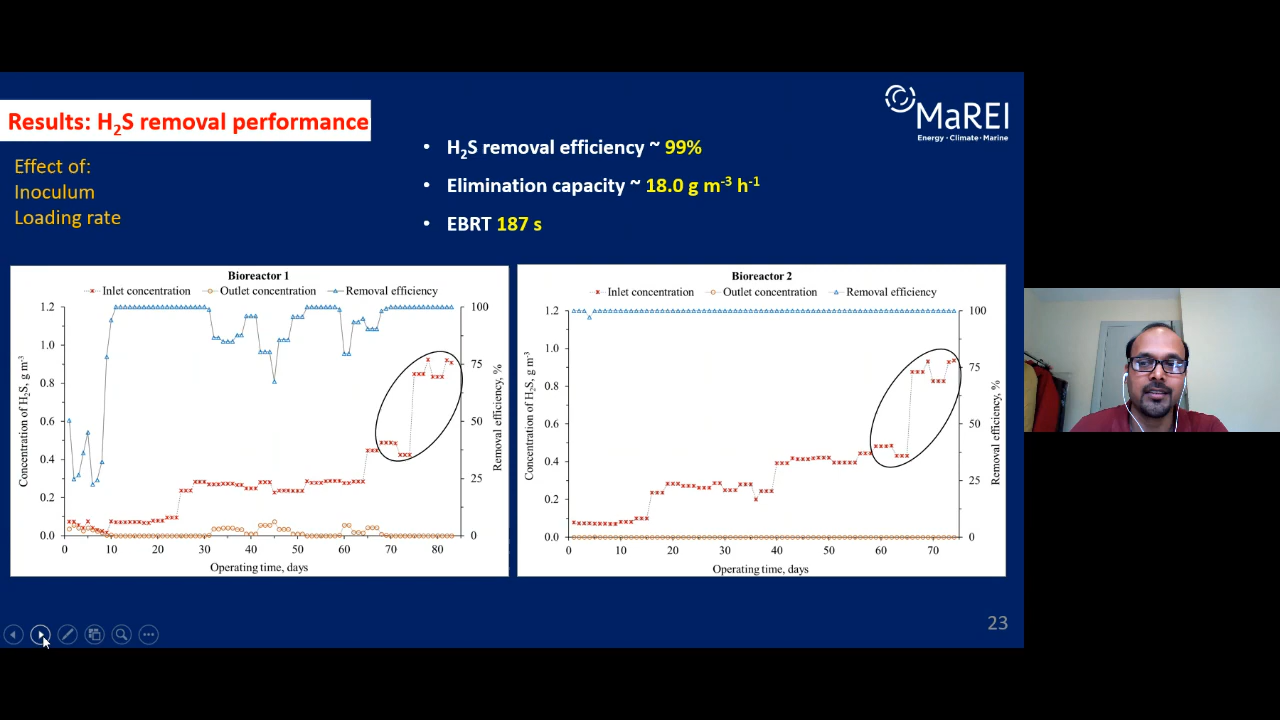 Results: H2S removal performance
MaREI
Energy • Climate • Marine
Effect of:
Inoculum
Loading rate
• H2S removal efficiency ~ 99%
• Elimination capacity ~ 18.0 g m-3 h-1
• EBRT 187 s
Bioreactor 1
Inlet concentration Outlet concentration Removal efficiency
Concentration of H2S, g m-3
1.2
1.0
0.8
0.6
0.4
0.2
0.0
0 10 20 30 40 50 60 70 80
Operating time, days
100
75
50
25
0
Removal efficiency, %
Bioreactor 2
Inlet concentration Outlet concentration Removal efficiency
Concentration of H2S, g m-3
1.2
1.0
0.8
0.6
0.4
0.2
0.0
0 10 20 30 40 50 60 70
Operating time, days
100
75
50
25
0
Removal efficiency, %
23